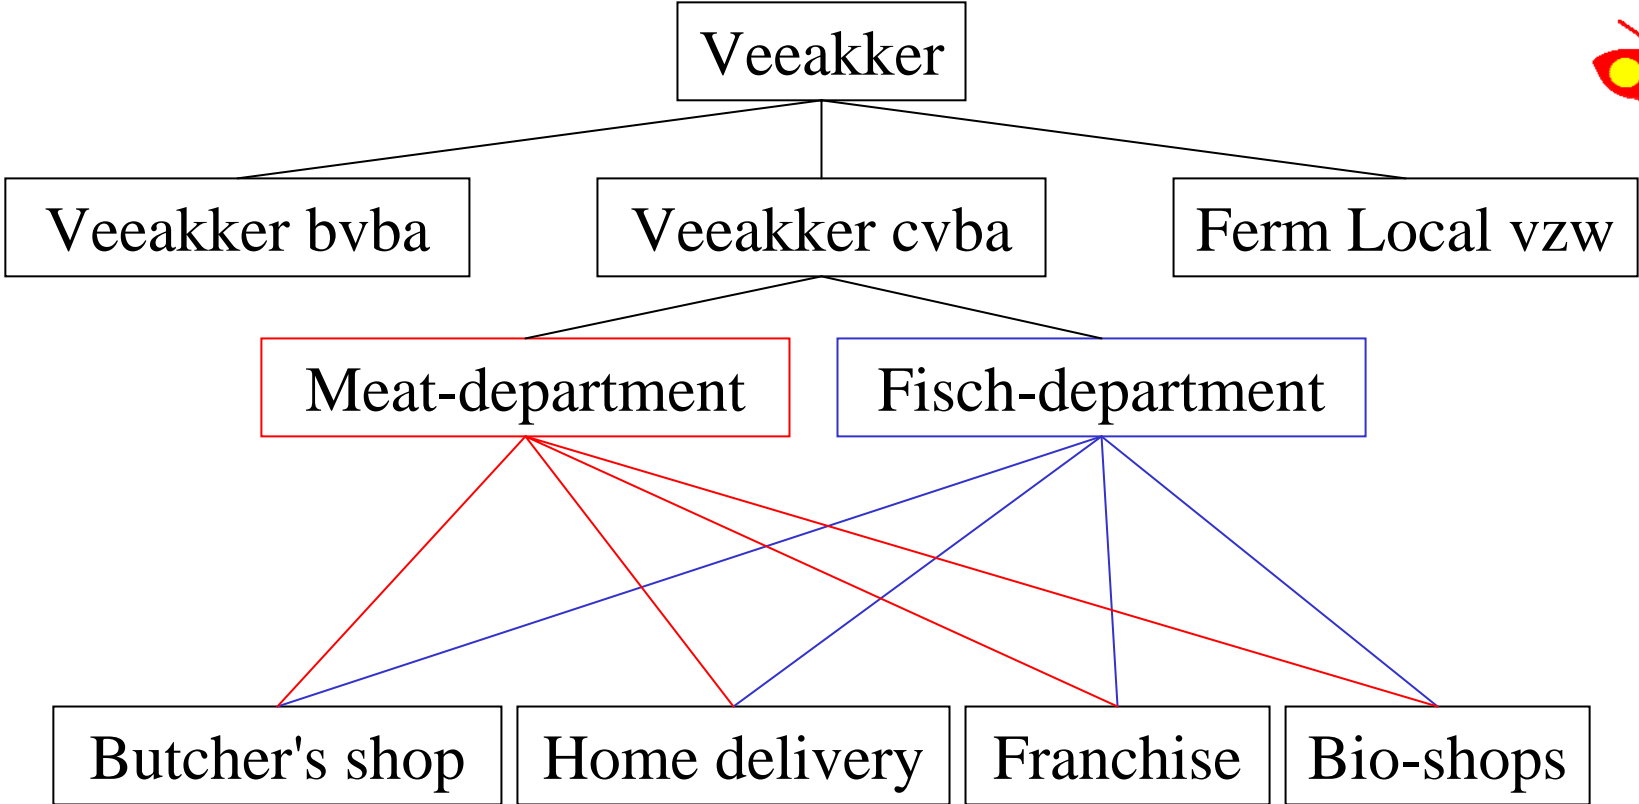 Veeakker
Veeakker bvba
Veeakker cvba
Ferm Local vzw
Meat-department
Fisch-department
Butcher's shop
Home delivery
Franchise
Bio-shops